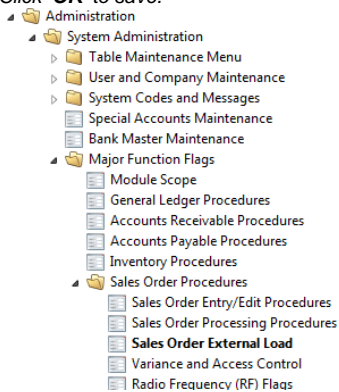 Click "OK" to save.
Administration
System Administration
Table Maintenance Menu
User and Company Maintenance
System Codes and Messages
Special Accounts Maintenance
Bank Master Maintenance
Major Function Flags
Module Scope
General Ledger Procedures
Accounts Receivable Procedures
Accounts Payable Procedures
Inventory Procedures
Sales Order Procedures
Sales Order Entry/Edit Procedures
Sales Order Processing Procedures
Sales Order External Load
Variance and Access Control
Radio Frequency (RF) Flags